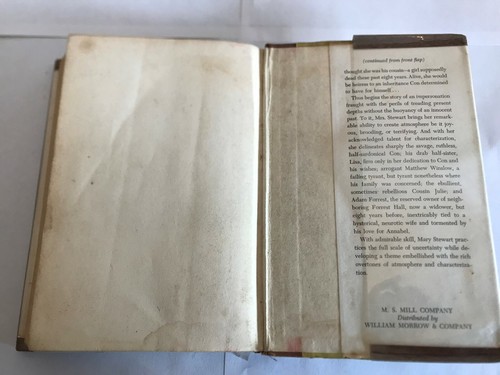 (continued from front flap)
thought she was his cousin—a girl supposedly
dead these past eight years. Alive, she would
be heiress to an inheritance Con determined
to have for himself . . .
Thus begins the story of an impersonation
fraught with the perils of treading present
depths without the buoyancy of an innocent
past. To it, Mrs. Stewart brings her remark-
able ability to create atmosphere be it joy-
ous, brooding, or terrifying. And with her
acknowledged talent for characterization,
she delineates sharply the savage, ruthless,
half-sardonical Con; his drab half-sister,
Lisa, firm only in her dedication to Con and
his wishes; arrogant Matthew Winslow, a
failing tyrant, but tyrant nonetheless where
his family was concerned; the ebullient,
sometimes rebellious Cousin Julie; and
Adam Forrest, the reserved owner of neigh-
boring Forrest Hall, now a widower, but
eight years before, inextricably tied to a
hysterical, neurotic wife and tormented by
his love for Annabel.
With admirable skill, Mary Stewart prac-
tices the full scale of uncertainty while de-
veloping a theme embellished with the rich
overtones of atmosphere and characteriza-
tion.
M. S. MILL COMPANY
Distributed by
WILLIAM MORROW & COMPANY